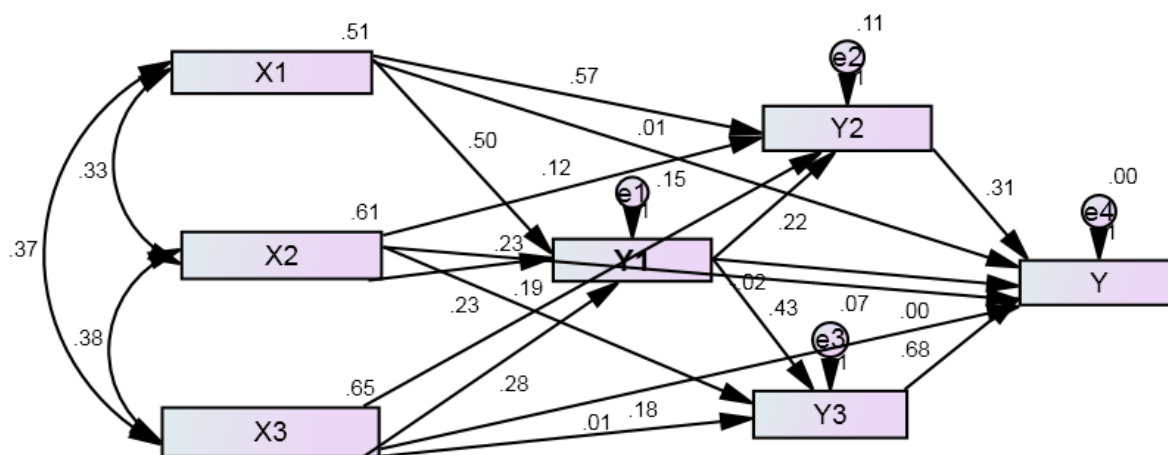 .51
.11
e2
1
X1
.57
Y2
.01
.50
.33
.12
.15
e1
1
.31
.00
e4
1
.61
.22
.37
X2
.23
Y1
Y
.02
.19
.23
.43
.07
.00
.38
e3
1
.68
.65
.28
X3
.01
.18
Y3